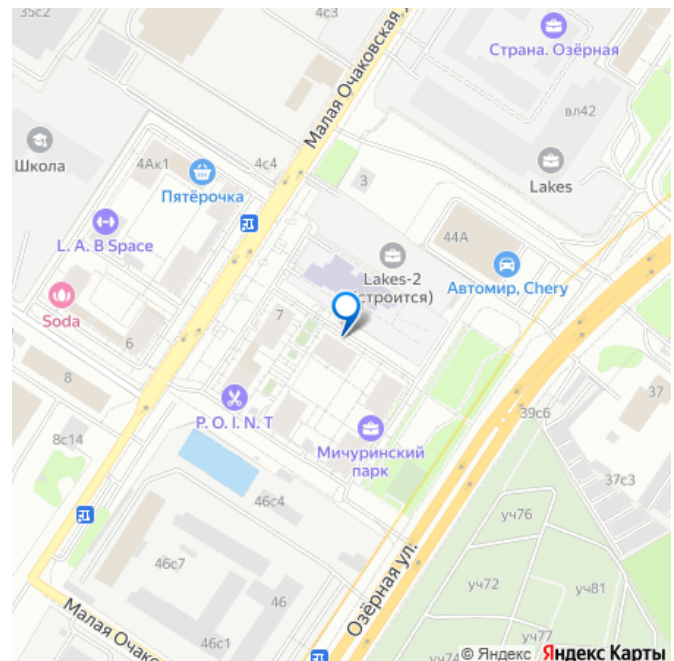 35с2
4с3
Страна. Озёрная
вл42
Малая Очаковская
Школа
4Ак1
4с4
Пятёрочка
3
Lakes
L. A. B Space
44А
Lakes-2
(строится)
Автомир, Chery
Soda
7
6
8
37
P. O. I. N. T
39с6
Мичуринский
парк
8с14
37с3
46с4
уч76
46с7
Озёрная ул.
уч72
уч81
46
Малая Очако
46с1
уч77
уч74
© Яндекс Яндекс Карты